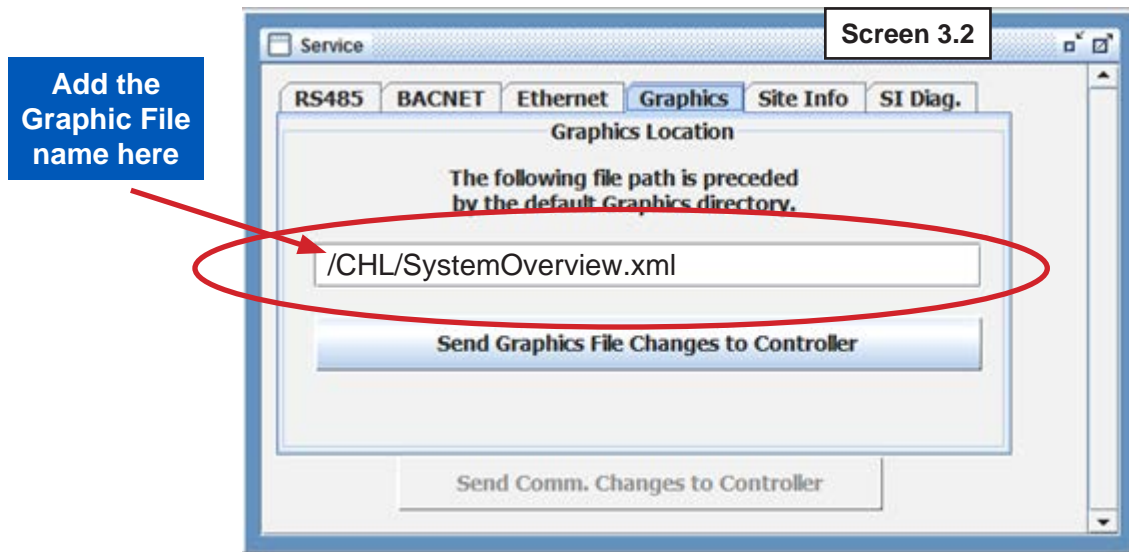 Screen 3.2
Service
Add the
Graphic File
name here
RS485 BACNET Ethernet Graphics Site Info SI Diag.
Graphics Location
The following file path is preceded
by the default Graphics directory.
/CHL/SystemOverview.xml
Send Graphics File Changes to Controller
Send Comm. Changes to Controller